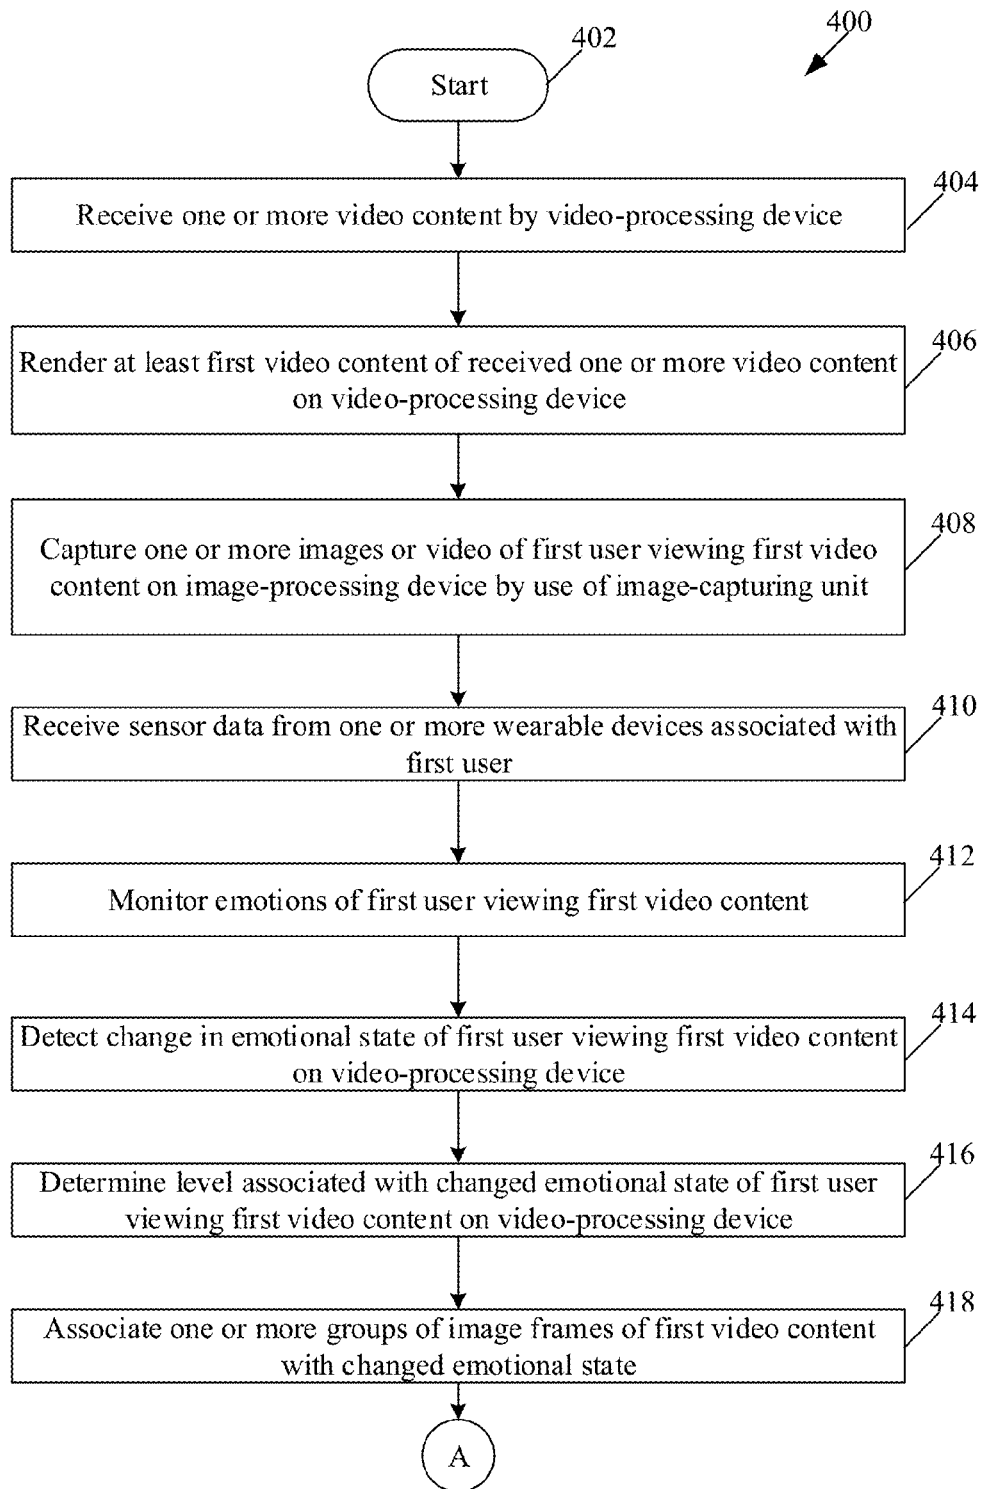 400
402
Start
404
Receive one or more video content by video-processing device
406
Render at least first video content of received one or more video content
on video-processing device
408
Capture one or more images or video of first user viewing first video
content on image-processing device by use of image-capturing unit
410
Receive sensor data from one or more wearable devices associated with
first user
412
Monitor emotions of first user viewing first video content
414
Detect change in emotional state of first user viewing first video content
on video-processing device
416
Determine level associated with changed emotional state of first user
viewing first video content on video-processing device
418
Associate one or more groups of image frames of first video content
with changed emotional state
A